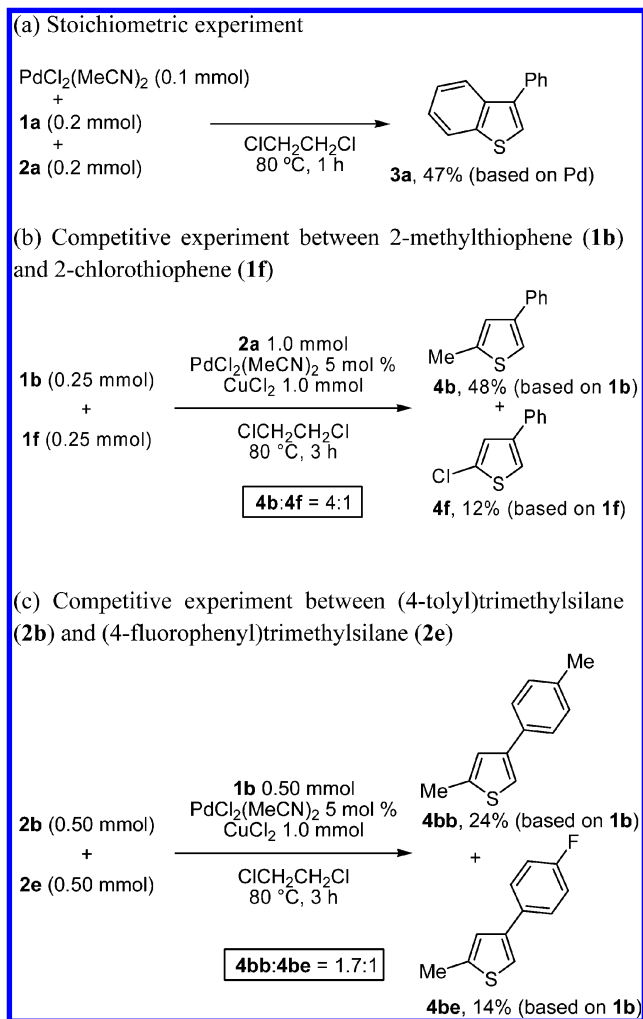 (a) Stoichiometric experiment
PdCl2(MeCN)2 (0.1 mmol)
+
1a (0.2 mmol)
+
2a (0.2 mmol)
ClCH2CH2Cl
80 ºC, 1 h
Ph
S
3a, 47% (based on Pd)
(b) Competitive experiment between 2-methylthiophene (1b)
and 2-chlorothiophene (1f)
1b (0.25 mmol)
+
1f (0.25 mmol)
2a 1.0 mmol
PdCl2(MeCN)2 5 mol %
CuCl2 1.0 mmol
ClCH2CH2Cl
80 °C, 3 h
4b:4f = 4:1
Ph
Me
S
4b, 48% (based on 1b)
+
Ph
Cl
S
4f, 12% (based on 1f)
(c) Competitive experiment between (4-tolyl)trimethylsilane
(2b) and (4-fluorophenyl)trimethylsilane (2e)
2b (0.50 mmol)
+
2e (0.50 mmol)
1b 0.50 mmol
PdCl2(MeCN)2 5 mol %
CuCl2 1.0 mmol
ClCH2CH2Cl
80 °C, 3 h
4bb:4be = 1.7:1
Me
Me
S
4bb, 24% (based on 1b)
+
F
Me
S
4be, 14% (based on 1b)